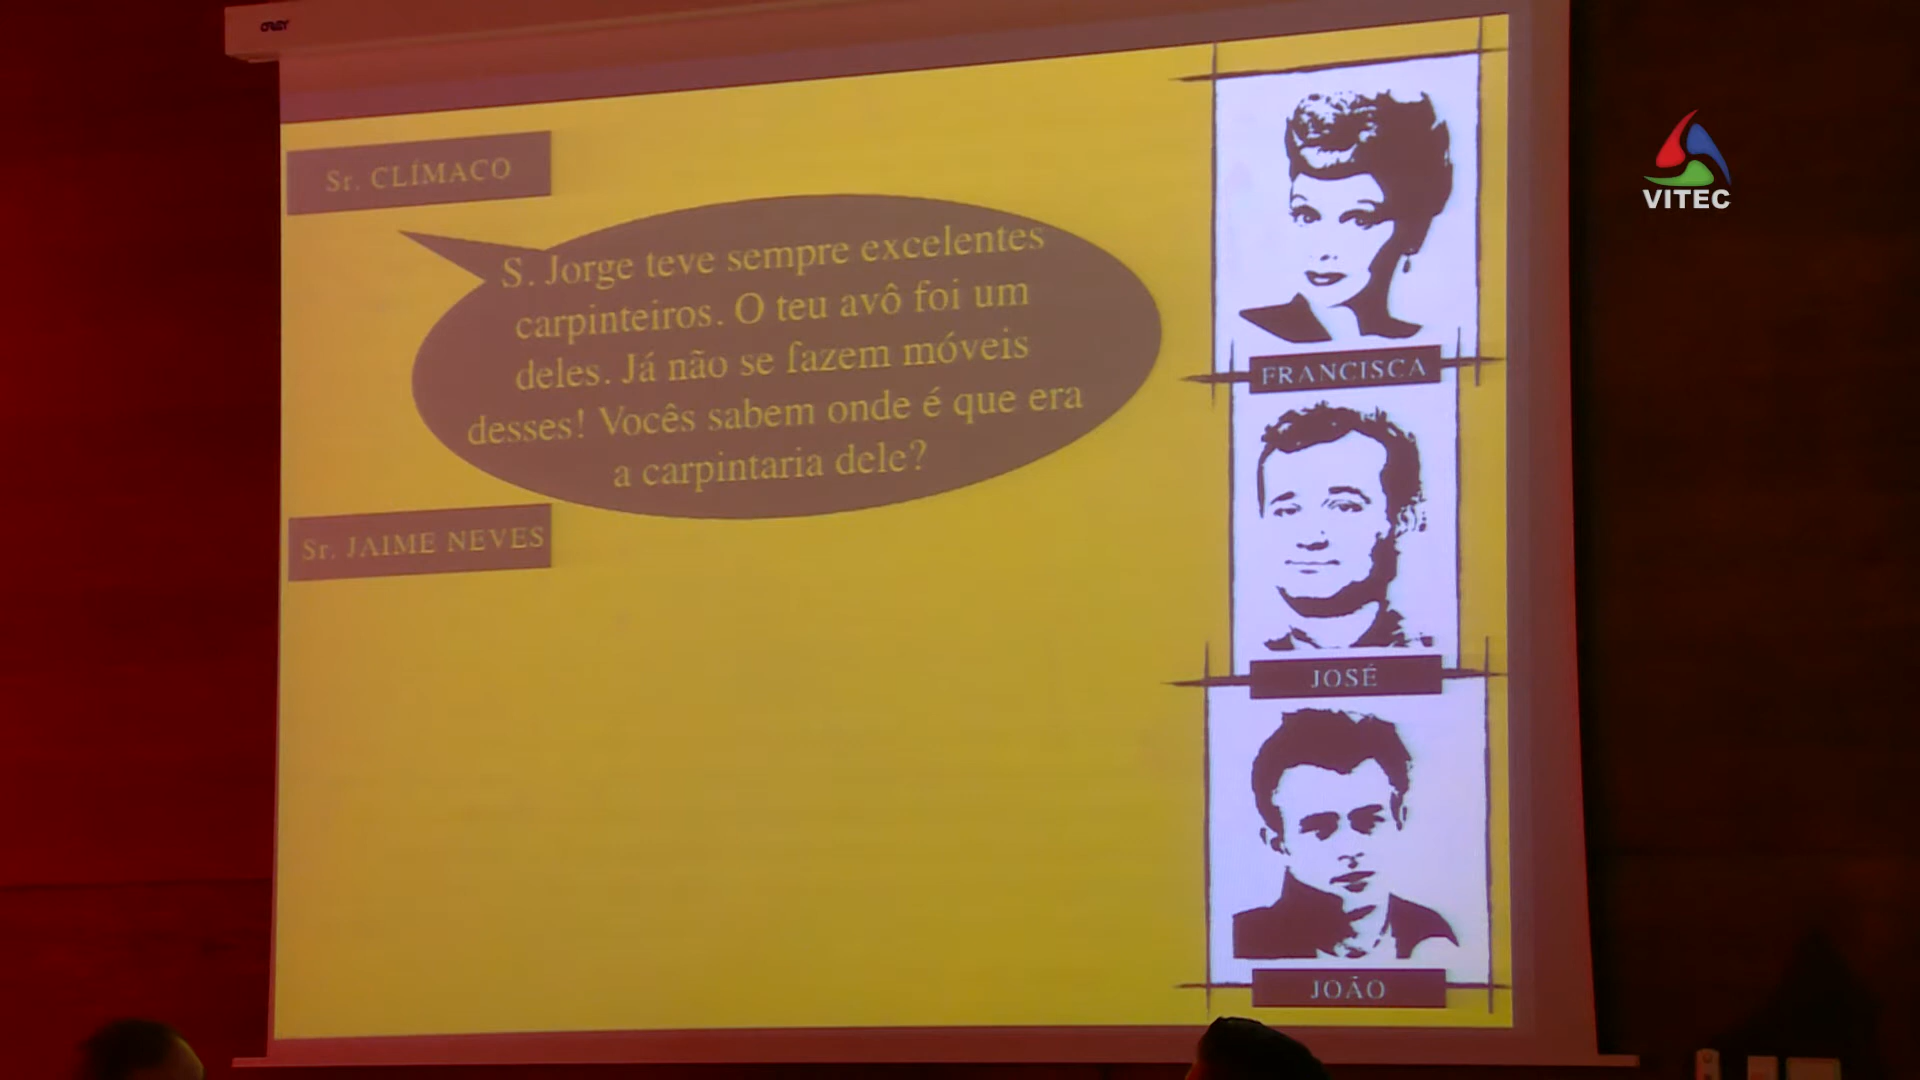 Sr. CLÍMACO
S. Jorge teve sempre excelentes
carpinteiros. O teu avô foi um
deles. Já não se fazem móveis
desses! Vocês sabem onde é que era
a carpintaria dele?
Sr. JAIME NEVES
FRANCISCA
JOSÉ
JOÃO
VITEC